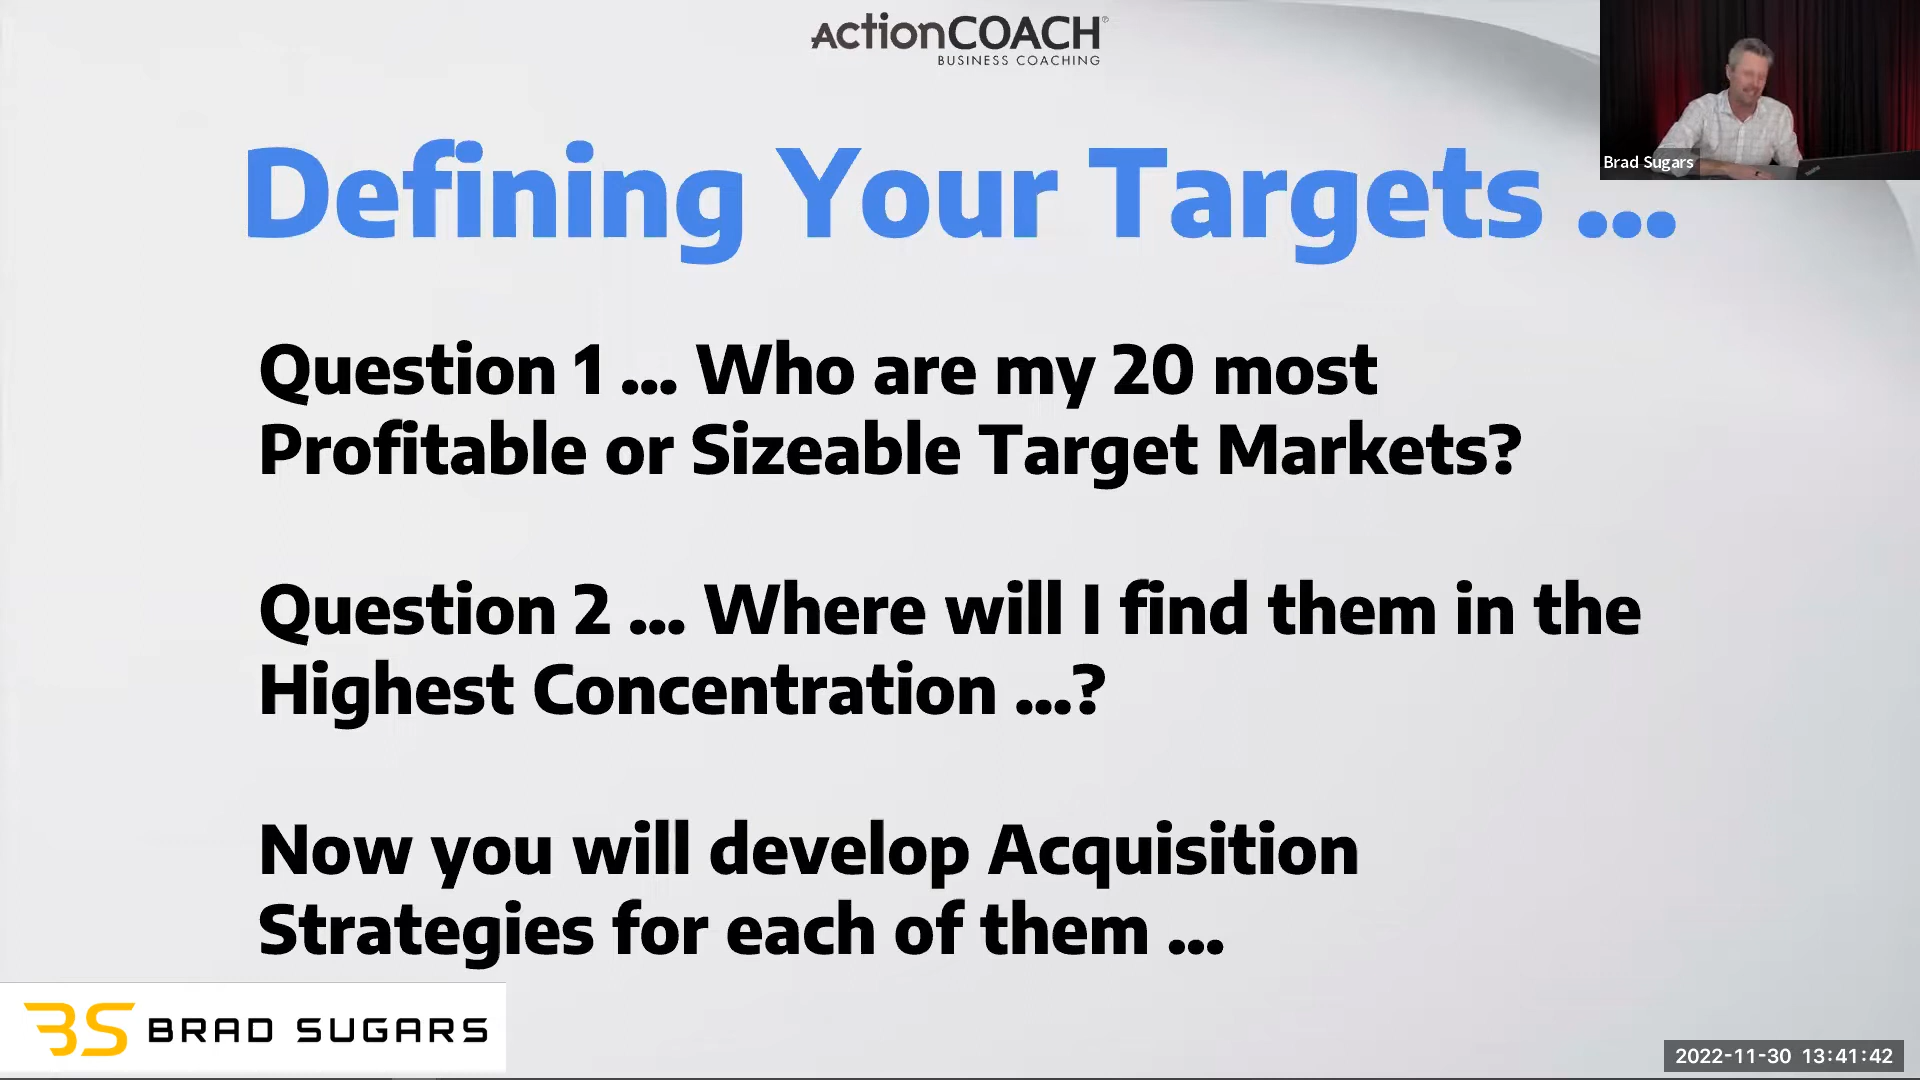 actionCOACH®
BUSINESS COACHING
Brad Sugars
Defining Your Targets ...
Question 1 ... Who are my 20 most
Profitable or Sizeable Target Markets?
Question 2 ... Where will I find them in the
Highest Concentration ...?
Now you will develop Acquisition
Strategies for each of them ...
BS BRAD SUGARS
2022-11-30 13:41:42